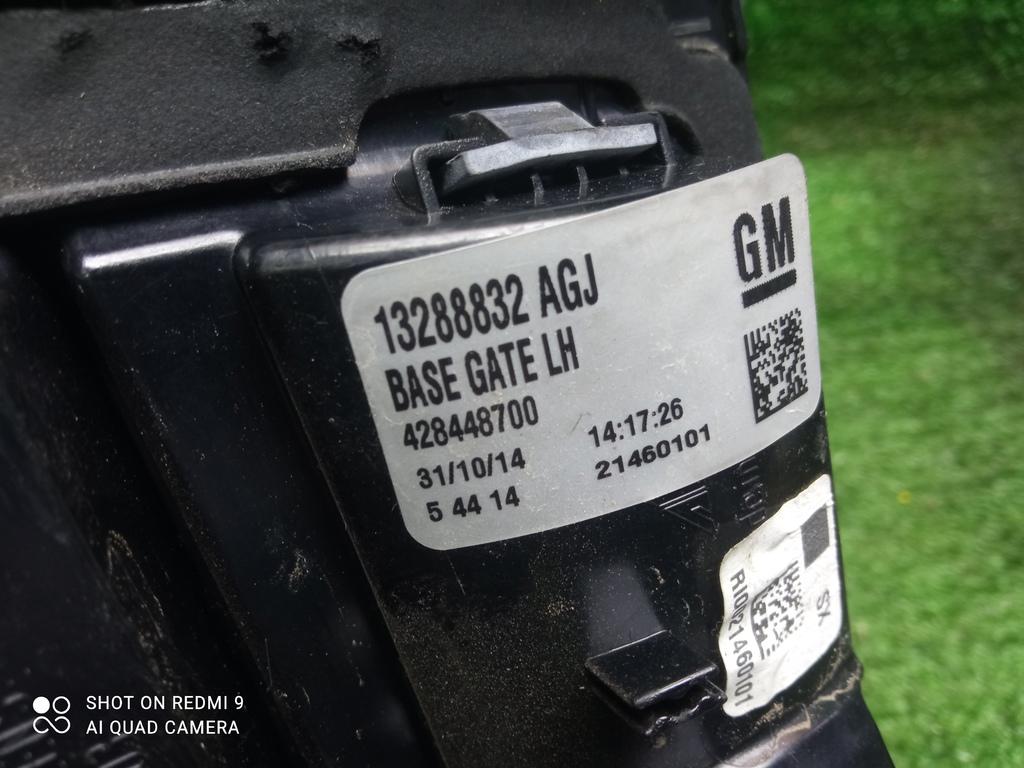 GM
13288832 AGJ
BASE GATE LH
428448700
31/10/14 14:17:26
5 44 14 21460101
SX
SHOT ON REDMI 9
AI QUAD CAMERA